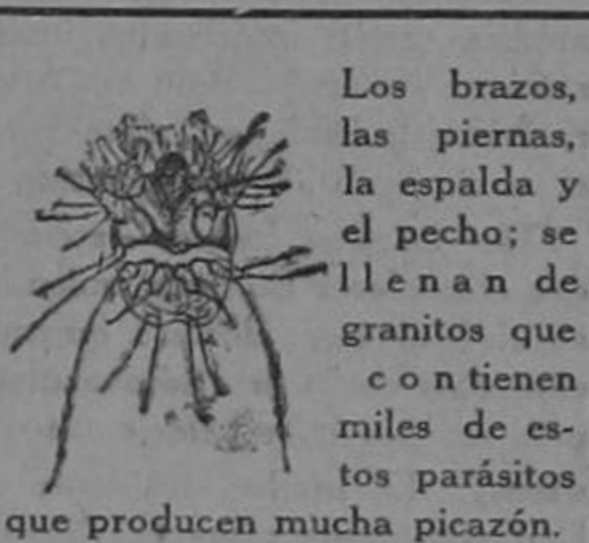 Los brazos,
las piernas,
la espalda y
el pecho; se
llenan de
granitos que
contienen
miles de es-
tos parásitos
que producen mucha picazón.